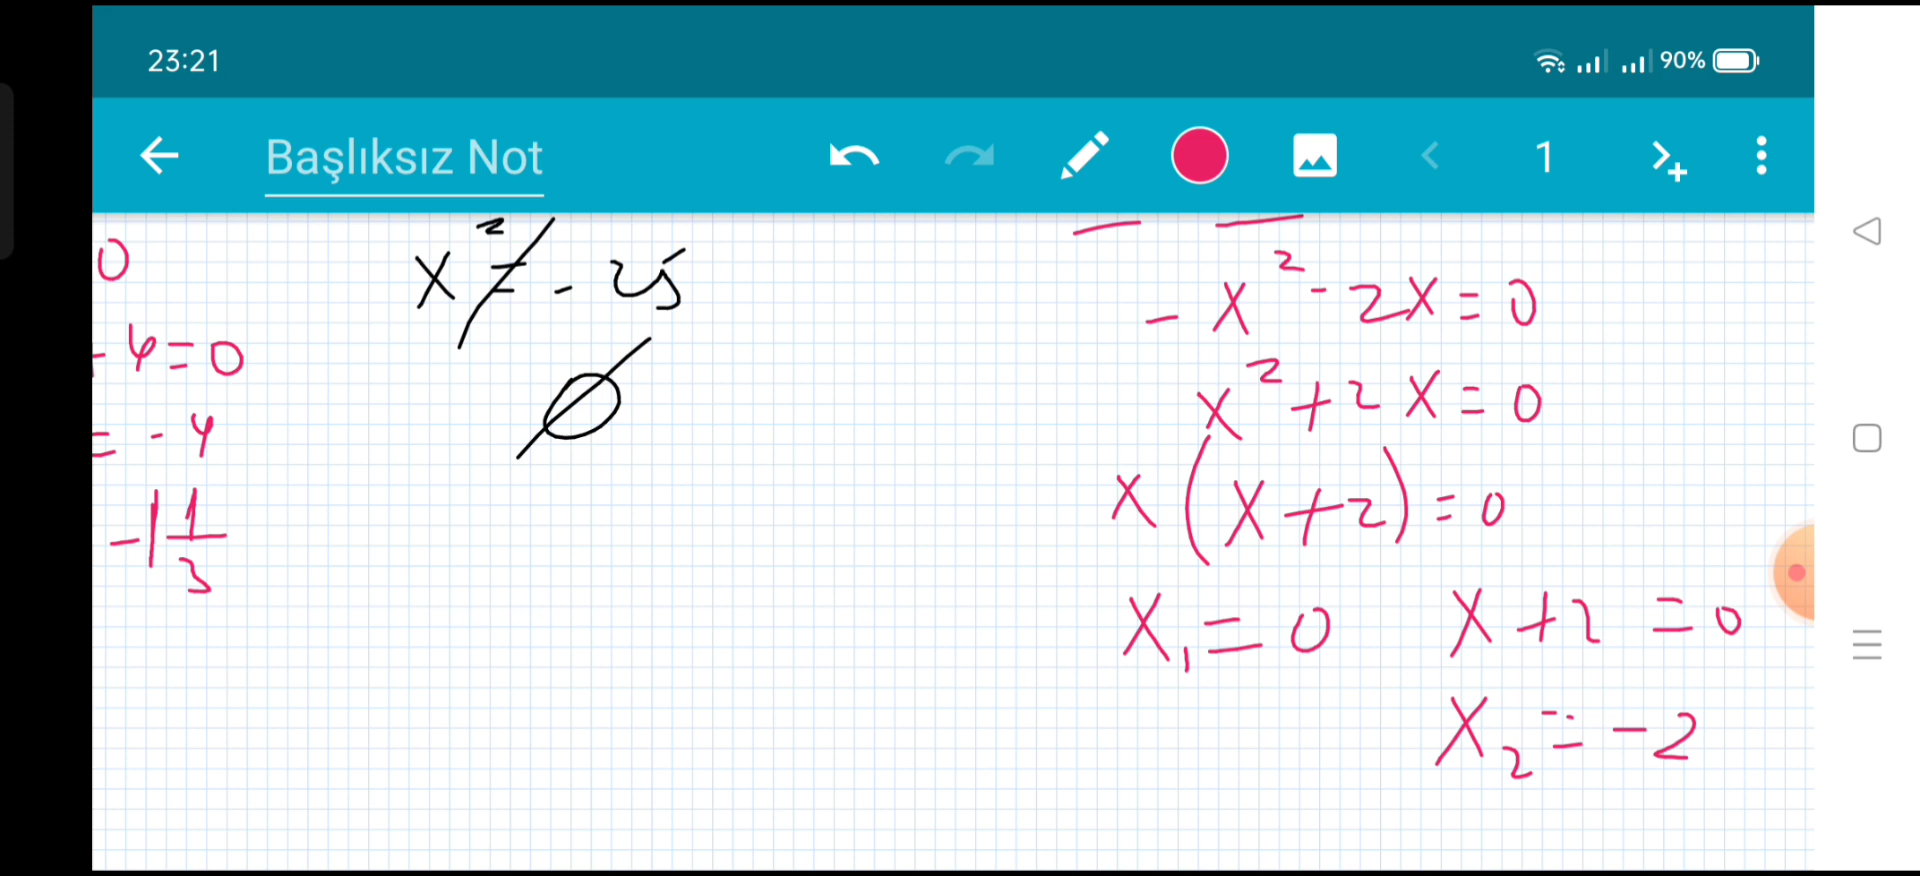 23:21 90%
Başlıksız Not 1
0
- 4 = 0
= - 4
- 1 1/3
x² ≠ - 25
∅
- x² - 2x = 0
x² + 2x = 0
x (x + 2) = 0
x₁ = 0 x + 2 = 0
x₂ = - 2